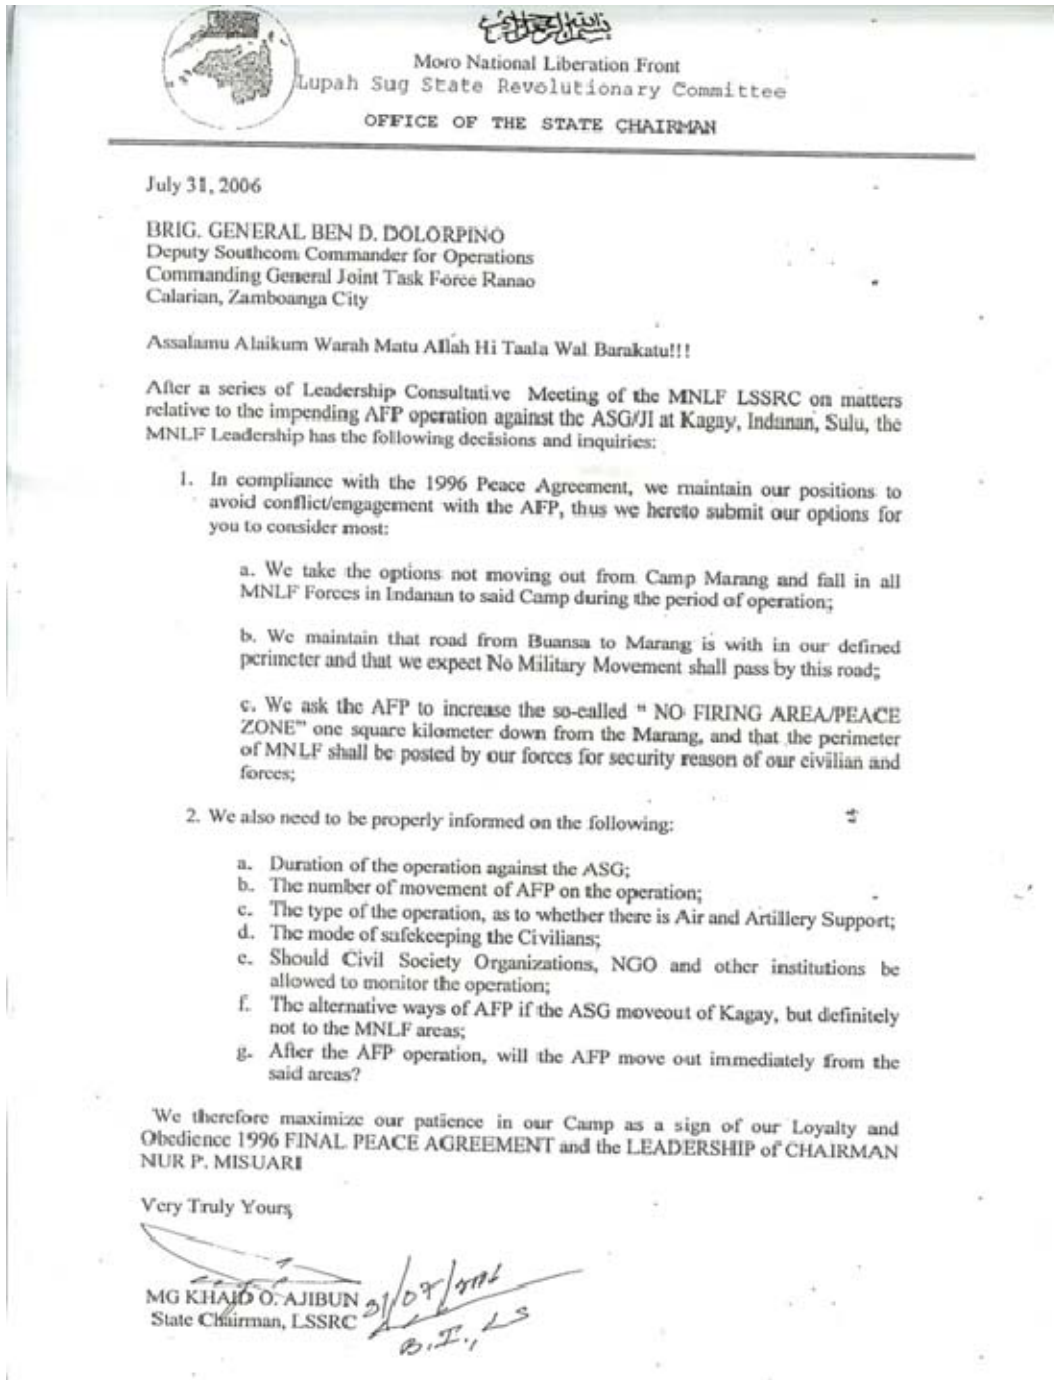 Moro National Liberation Front
Lupah Sug State Revolutionary Committee
OFFICE OF THE STATE CHAIRMAN
July 31, 2006
BRIG. GENERAL BEN D. DOLORPINO
Deputy Southcom Commander for Operations
Commanding General Joint Task Force Ranao
Calarian, Zamboanga City
Assalamu Alaikum Warah Matu Allah Hi Taala Wal Barakatu!!!
After a series of Leadership Consultative Meeting of the MNLF LSSRC on matters
relative to the impending AFP operation against the ASG/JI at Kagay, Indanan, Sulu, the
MNLF Leadership has the following decisions and inquiries:
1. In compliance with the 1996 Peace Agreement, we maintain our positions to
avoid conflict/engagement with the AFP, thus we hereto submit our options for
you to consider most:
a. We take the options not moving out from Camp Marang and fall in all
MNLF Forces in Indanan to said Camp during the period of operation;
b. We maintain that road from Buansa to Marang is with in our defined
perimeter and that we expect No Military Movement shall pass by this road;
c. We ask the AFP to increase the so-called " NO FIRING AREA/PEACE
ZONE" one square kilometer down from the Marang, and that the perimeter
of MNLF shall be posted by our forces for security reason of our civilian and
forces;
2. We also need to be properly informed on the following:
a. Duration of the operation against the ASG;
b. The number of movement of AFP on the operation;
c. The type of the operation, as to whether there is Air and Artillery Support;
d. The mode of safekeeping the Civilians;
e. Should Civil Society Organizations, NGO and other institutions be
allowed to monitor the operation;
f. The alternative ways of AFP if the ASG moveout of Kagay, but definitely
not to the MNLF areas;
g. After the AFP operation, will the AFP move out immediately from the
said areas?
We therefore maximize our patience in our Camp as a sign of our Loyalty and
Obedience 1996 FINAL PEACE AGREEMENT and the LEADERSHIP of CHAIRMAN
NUR P. MISUARI
Very Truly Yours,
MG KHAID O. AJIBUN
State Chairman, LSSRC
31/07/
B.I., LS